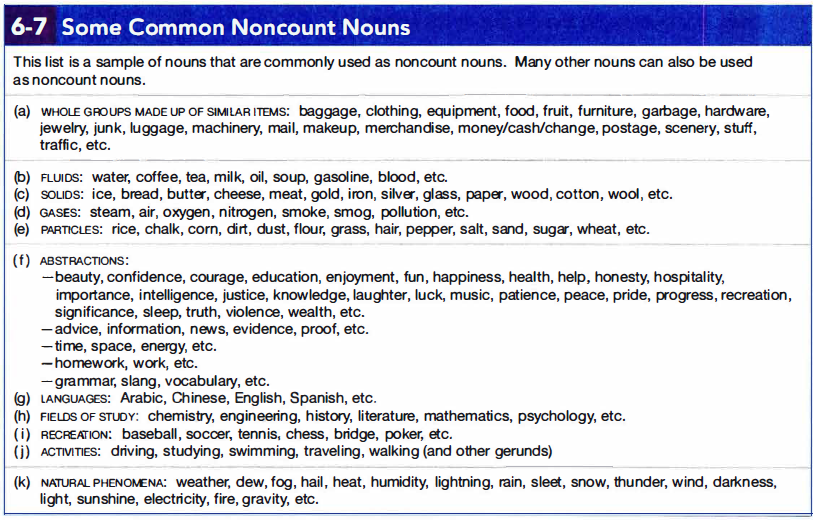 6-7 Some Common Noncount Nouns
This list is a sample of nouns that are commonly used as noncount nouns. Many other nouns can also be used
as noncount nouns.
(a) WHOLE GROUPS MADE UP OF SIMILAR ITEMS: baggage, clothing, equipment, food, fruit, furniture, garbage, hardware,
jewelry, junk, luggage, machinery, mail, makeup, merchandise, money/cash/change, postage, scenery, stuff,
traffic, etc.
(b) FLUIDS: water, coffee, tea, milk, oil, soup, gasoline, blood, etc.
(c) SOLIDS: ice, bread, butter, cheese, meat, gold, iron, silver, glass, paper, wood, cotton, wool, etc.
(d) GASES: steam, air, oxygen, nitrogen, smoke, smog, pollution, etc.
(e) PARTICLES: rice, chalk, corn, dirt, dust, flour, grass, hair, pepper, salt, sand, sugar, wheat, etc.
(f) ABSTRACTIONS:
—beauty, confidence, courage, education, enjoyment, fun, happiness, health, help, honesty, hospitality,
importance, intelligence, justice, knowledge, laughter, luck, music, patience, peace, pride, progress, recreation,
significance, sleep, truth, violence, wealth, etc.
—advice, information, news, evidence, proof, etc.
—time, space, energy, etc.
—homework, work, etc.
—grammar, slang, vocabulary, etc.
(g) LANGUAGES: Arabic, Chinese, English, Spanish, etc.
(h) FIELDS OF STUDY: chemistry, engineering, history, literature, mathematics, psychology, etc.
(i) RECREATION: baseball, soccer, tennis, chess, bridge, poker, etc.
(j) ACTIVITIES: driving, studying, swimming, traveling, walking (and other gerunds)
(k) NATURAL PHENOMENA: weather, dew, fog, hail, heat, humidity, lightning, rain, sleet, snow, thunder, wind, darkness,
light, sunshine, electricity, fire, gravity, etc.